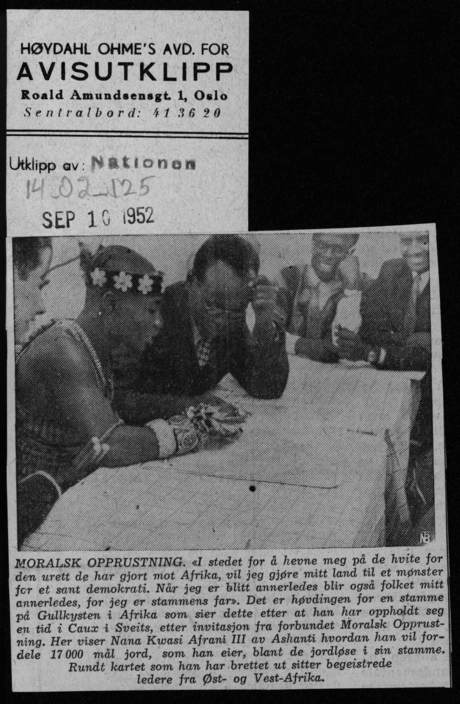 HØYDAHL OHME'S AVD. FOR
AVISUTKLIPP
Roald Amundsensgt. 1, Oslo
Sentralbord: 41 36 20
Utklipp av: Nationen
14.02.125
SEP 10 1952
NB
MORALSK OPPRUSTNING. «I stedet for å hevne meg på de hvite for
den urett de har gjort mot Afrika, vil jeg gjøre mitt land til et mønster
for et sant demokrati. Når jeg er blitt annerledes blir også folket mitt
annerledes, for jeg er stammens far». Det er høvdingen for en stamme
på Gullkysten i Afrika som sier dette etter at han har oppholdt seg
en tid i Caux i Sveits, etter invitasjon fra forbundet Moralsk Opprust-
ning. Her viser Nana Kwasi Afrani III av Ashanti hvordan han vil for-
dele 17 000 mål jord, som han eier, blant de jordløse i sin stamme.
Rundt kartet som han har brettet ut sitter begeistrede
ledere fra Øst- og Vest-Afrika.